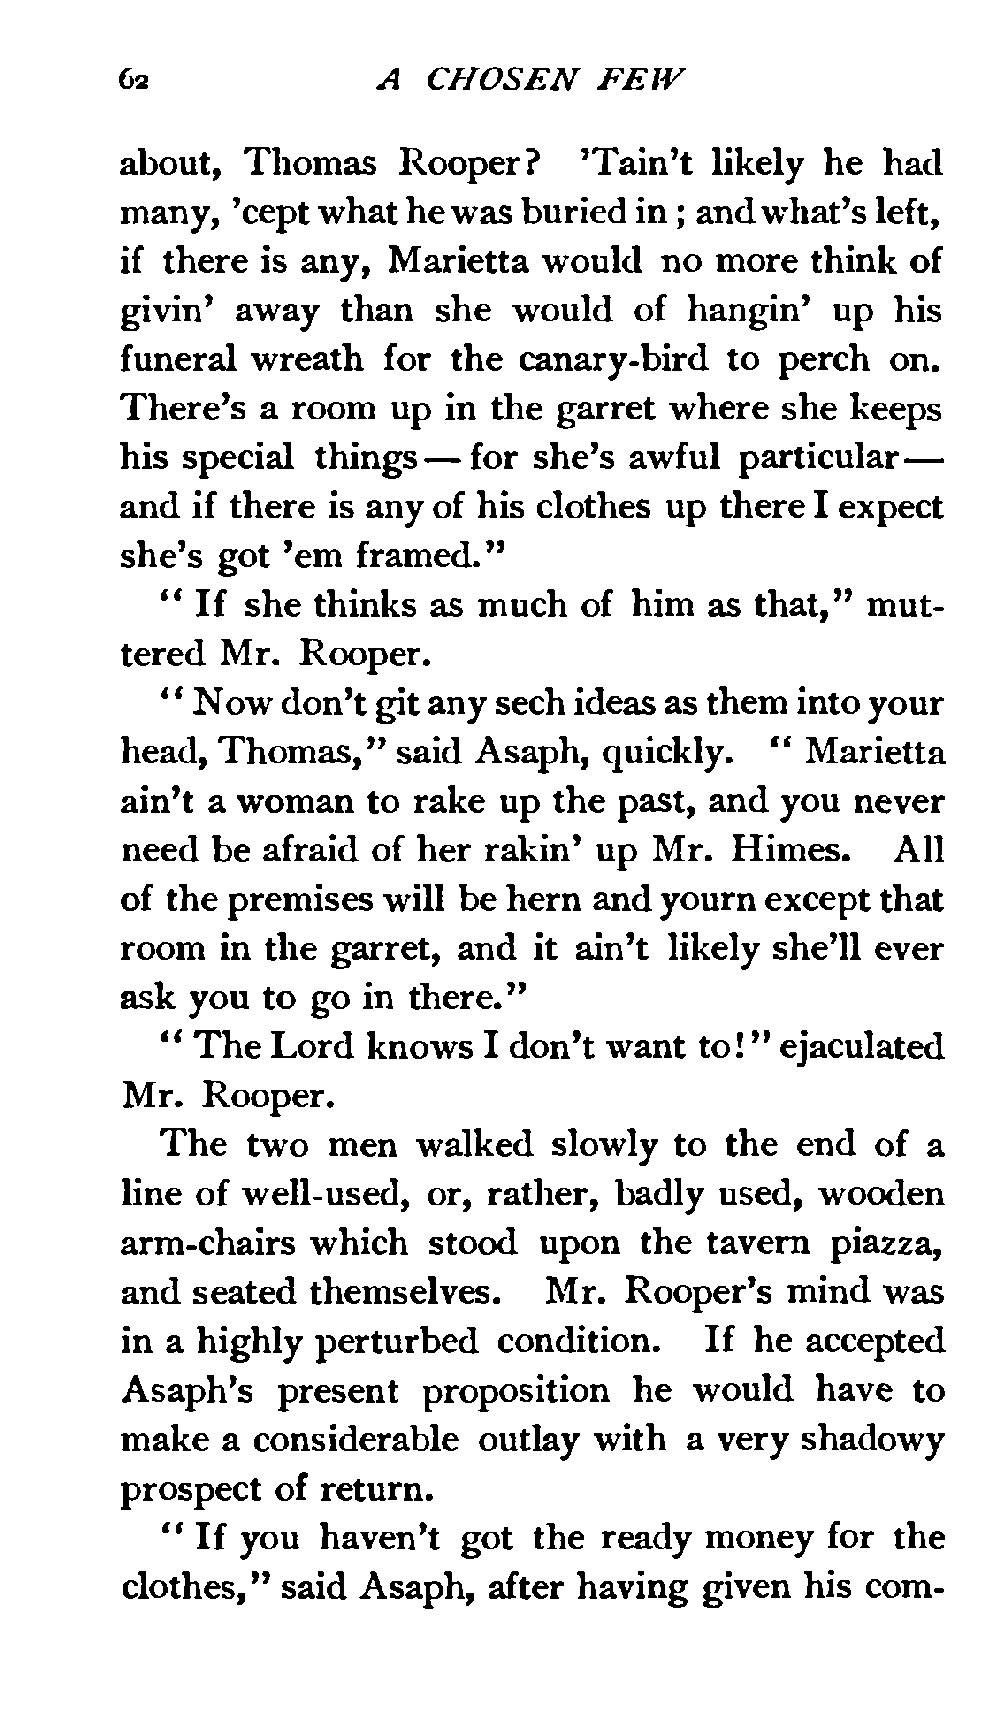 62 A CHOSEN FEW
about, Thomas Rooper? 'Tain't likely he had
many, 'cept what he was buried in; and what's left,
if there is any, Marietta would no more think of
givin' away than she would of hangin' up his
funeral wreath for the canary-bird to perch on.
There's a room up in the garret where she keeps
his special things—for she's awful particular—
and if there is any of his clothes up there I expect
she's got 'em framed."
"If she thinks as much of him as that," mut-
tered Mr. Rooper.
"Now don't git any sech ideas as them into your
head, Thomas," said Asaph, quickly. "Marietta
ain't a woman to rake up the past, and you never
need be afraid of her rakin' up Mr. Himes. All
of the premises will be hern and yourn except that
room in the garret, and it ain't likely she'll ever
ask you to go in there."
"The Lord knows I don't want to!" ejaculated
Mr. Rooper.
The two men walked slowly to the end of a
line of well-used, or, rather, badly used, wooden
arm-chairs which stood upon the tavern piazza,
and seated themselves. Mr. Rooper's mind was
in a highly perturbed condition. If he accepted
Asaph's present proposition he would have to
make a considerable outlay with a very shadowy
prospect of return.
"If you haven't got the ready money for the
clothes," said Asaph, after having given his com-